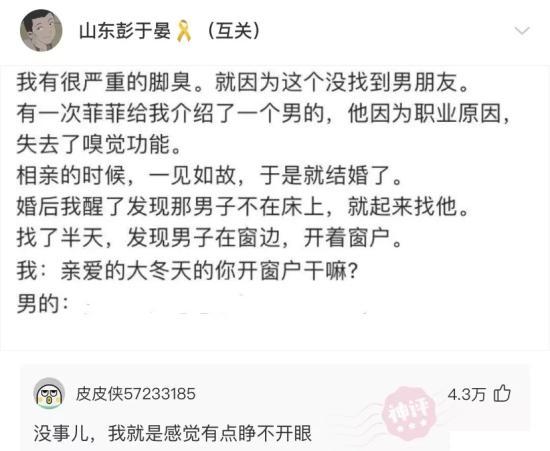 山东彭于晏🎗️（互关）
我有很严重的脚臭。就因为这个没找到男朋友。
有一次菲菲给我介绍了一个男的，他因为职业原因，
失去了嗅觉功能。
相亲的时候，一见如故，于是就结婚了。
婚后我醒了发现那男子不在床上，就起来找他。
找了半天，发现男子在窗边，开着窗户。
我：亲爱的大冬天的你开窗户干嘛？
男的：
皮皮侠57233185
4.3万
神评
没事儿，我就是感觉有点睁不开眼